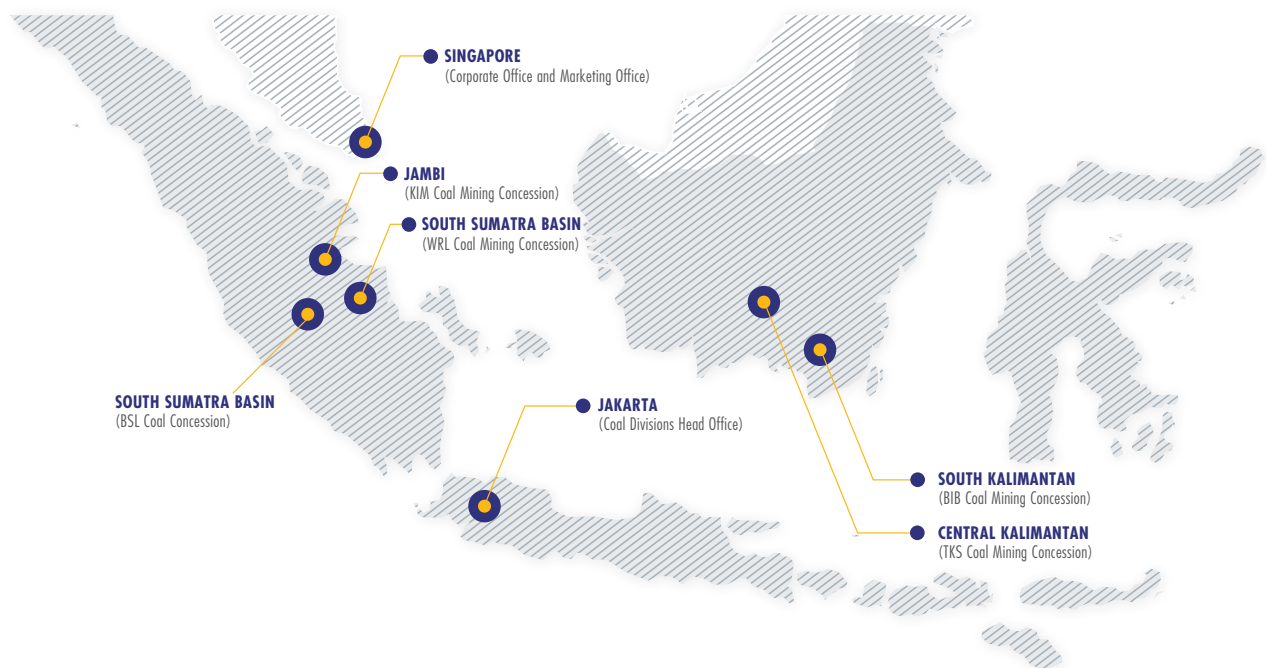 SINGAPORE
(Corporate Office and Marketing Office)
JAMBI
(KIM Coal Mining Concession)
SOUTH SUMATRA BASIN
(WRL Coal Mining Concession)
SOUTH SUMATRA BASIN
(BSL Coal Concession)
JAKARTA
(Coal Divisions Head Office)
SOUTH KALIMANTAN
(BIB Coal Mining Concession)
CENTRAL KALIMANTAN
(TKS Coal Mining Concession)